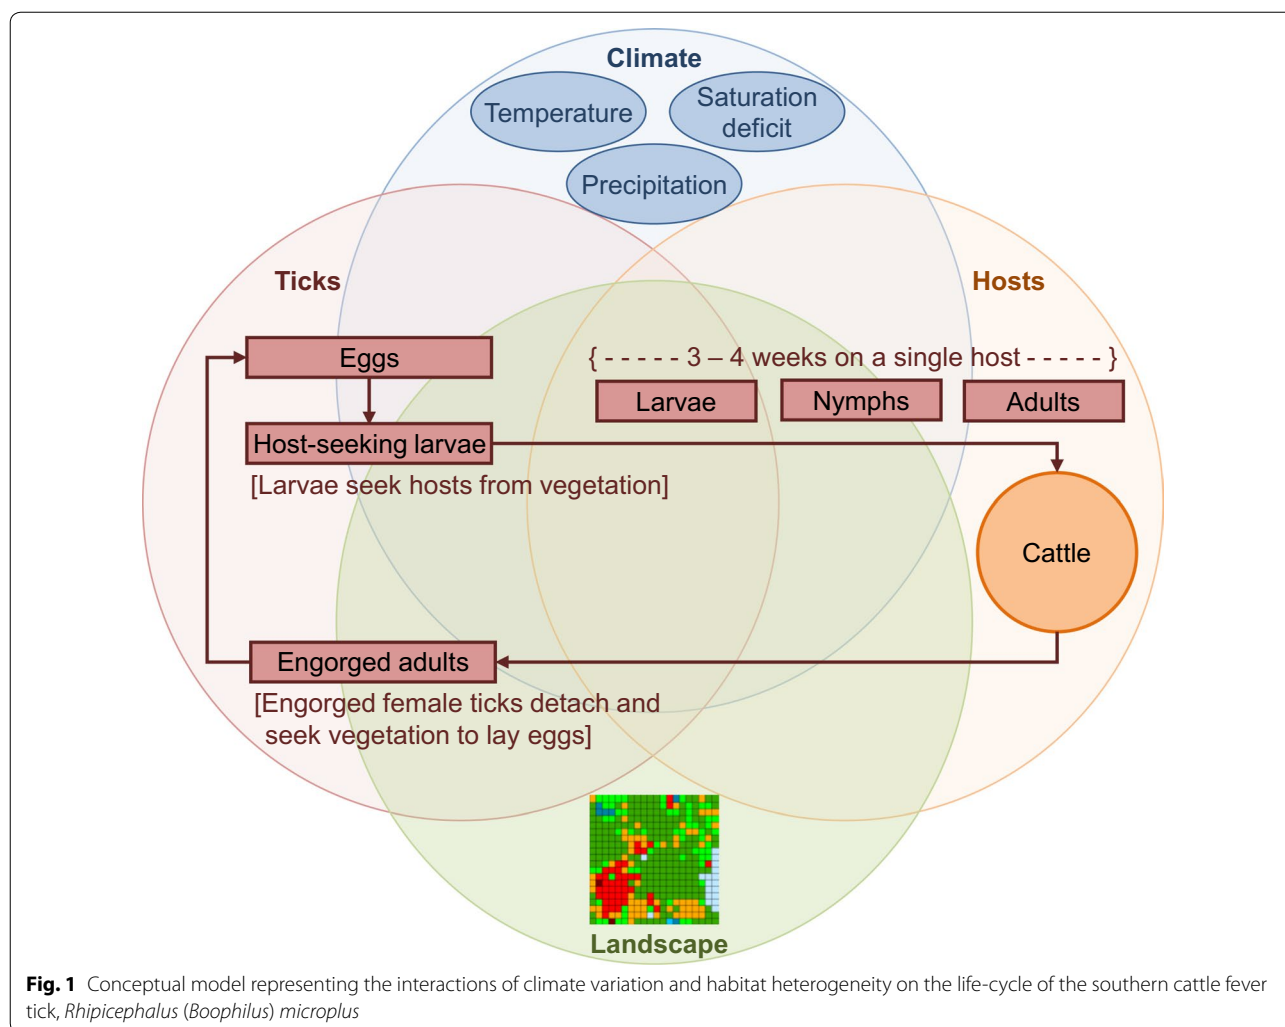 Climate
Temperature
Saturation
deficit
Precipitation
Ticks
Hosts
Eggs
{ - - - - - 3 – 4 weeks on a single host - - - - - }
Larvae
Nymphs
Adults
Host-seeking larvae
[Larvae seek hosts from vegetation]
Cattle
Engorged adults
[Engorged female ticks detach and
seek vegetation to lay eggs]
Landscape
Fig. 1 Conceptual model representing the interactions of climate variation and habitat heterogeneity on the life-cycle of the southern cattle fever
tick, Rhipicephalus (Boophilus) microplus